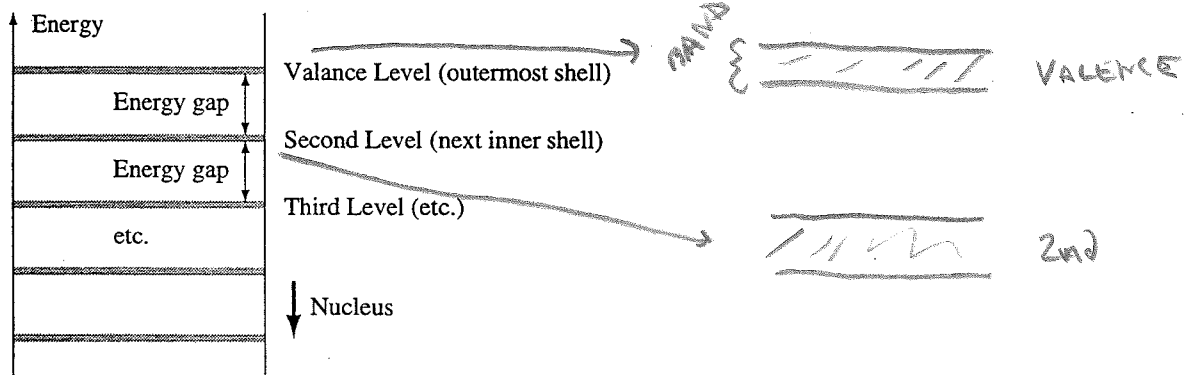 Energy
BAND
Valance Level (outermost shell)
VALENCE
Energy gap
Second Level (next inner shell)
Energy gap
Third Level (etc.)
etc.
2nd
Nucleus